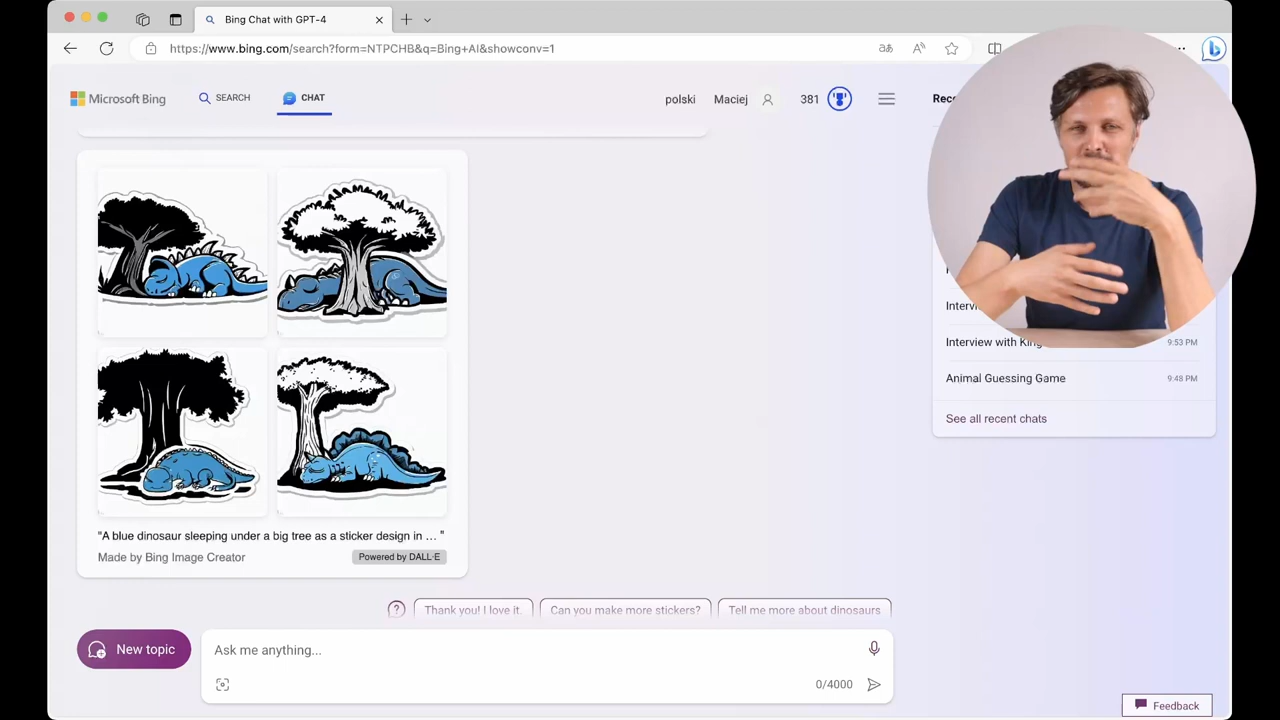 Bing Chat with GPT-4
https://www.bing.com/search?form=NTPCHB&q=Bing+AI&showconv=1
Microsoft Bing
SEARCH
CHAT
polski
Maciej
381
"A blue dinosaur sleeping under a big tree as a sticker design in ... "
Made by Bing Image Creator
Powered by DALL·E
Thank you! I love it.
Can you make more stickers?
Tell me more about dinosaurs
New topic
Ask me anything...
0/4000
Interview with King
9:53 PM
Animal Guessing Game
9:48 PM
See all recent chats
Feedback